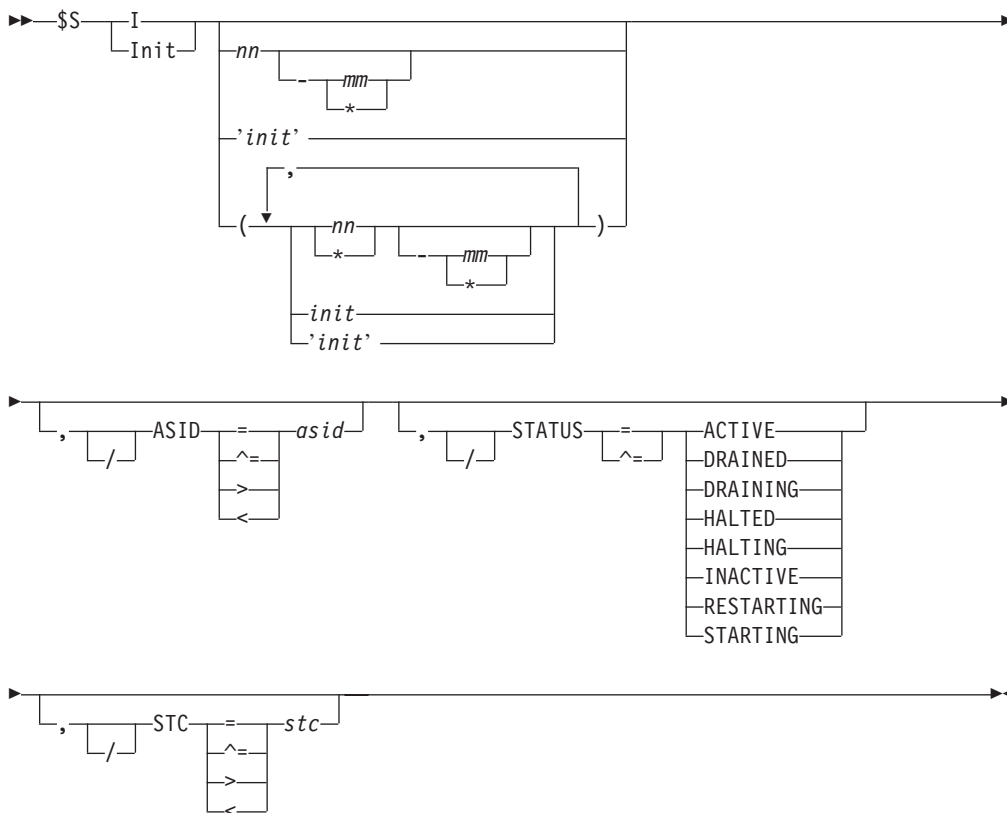 $S I
Init
nn
- mm
*
'init'
,
( nn - mm )
* *
init
'init'
, / ASID = asid , / STATUS = ACTIVE
^= ^= DRAINED
> DRAINING
< HALTED
HALTING
INACTIVE
RESTARTING
STARTING
, / STC = stc
^=
>
<